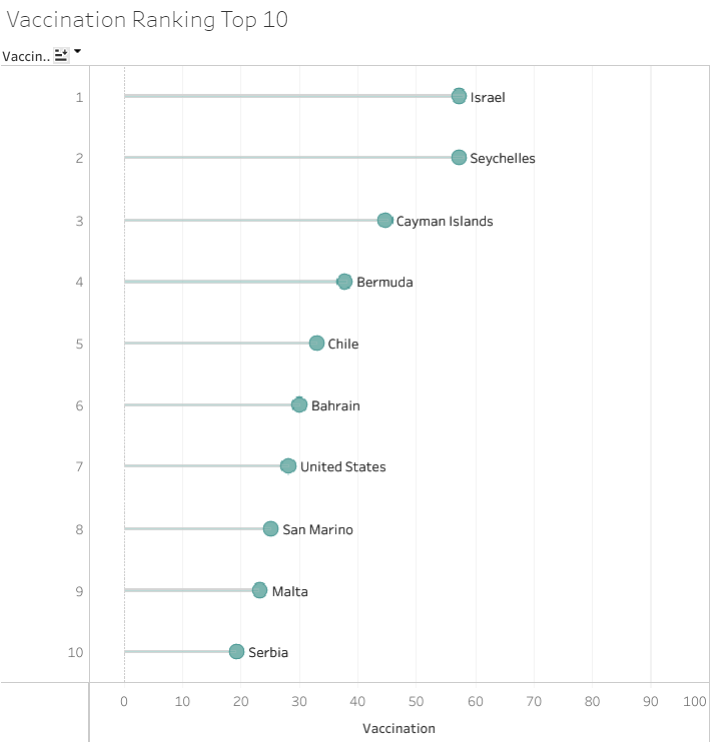 Vaccination Ranking Top 10
Vaccin..
1 Israel
2 Seychelles
3 Cayman Islands
4 Bermuda
5 Chile
6 Bahrain
7 United States
8 San Marino
9 Malta
10 Serbia
0 10 20 30 40 50 60 70 80 90 100
Vaccination